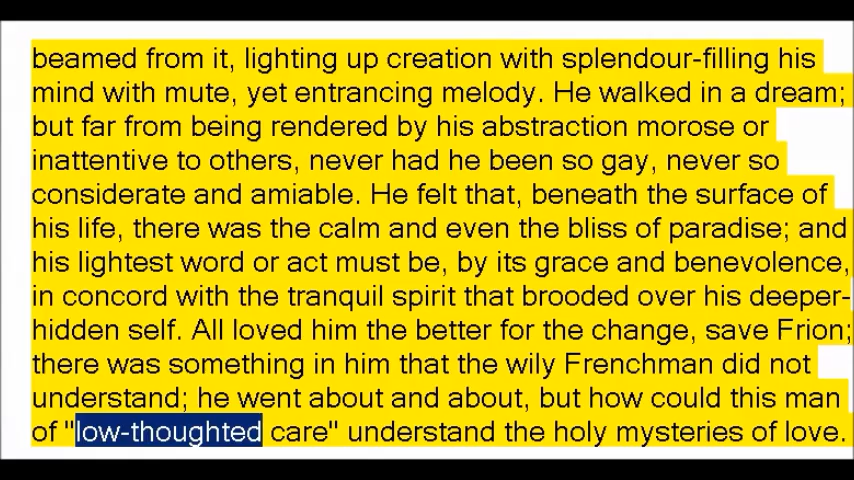 beamed from it, lighting up creation with splendour-filling his
mind with mute, yet entrancing melody. He walked in a dream;
but far from being rendered by his abstraction morose or
inattentive to others, never had he been so gay, never so
considerate and amiable. He felt that, beneath the surface of
his life, there was the calm and even the bliss of paradise; and
his lightest word or act must be, by its grace and benevolence,
in concord with the tranquil spirit that brooded over his deeper-
hidden self. All loved him the better for the change, save Frion;
there was something in him that the wily Frenchman did not
understand; he went about and about, but how could this man
of "low-thoughted care" understand the holy mysteries of love.